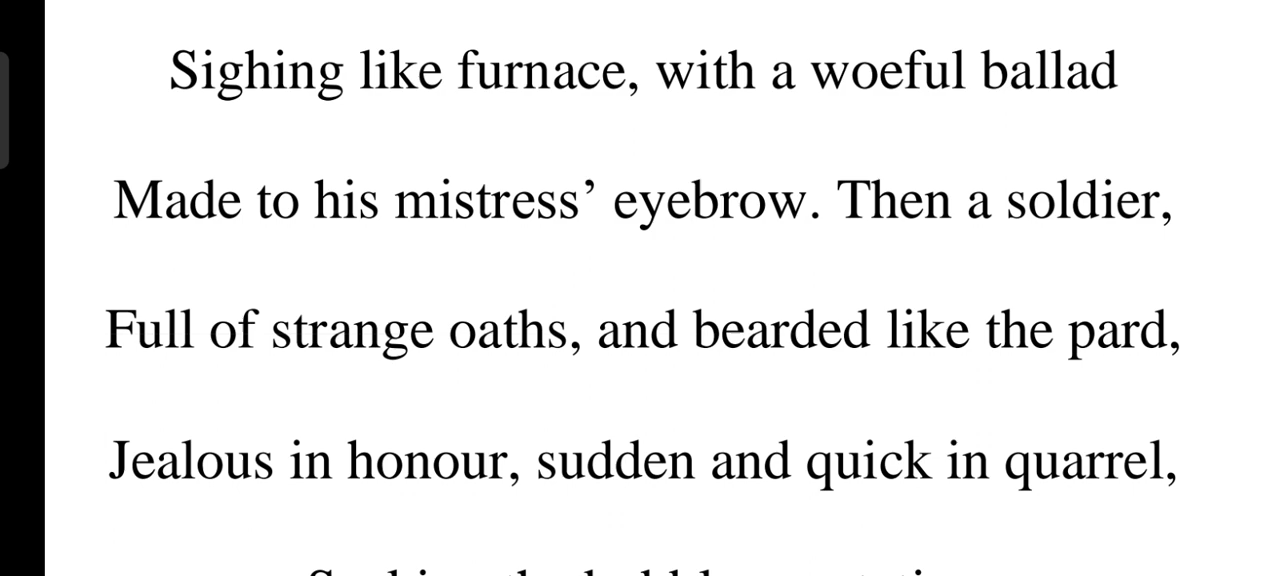 Sighing like furnace, with a woeful ballad
Made to his mistress’ eyebrow. Then a soldier,
Full of strange oaths, and bearded like the pard,
Jealous in honour, sudden and quick in quarrel,